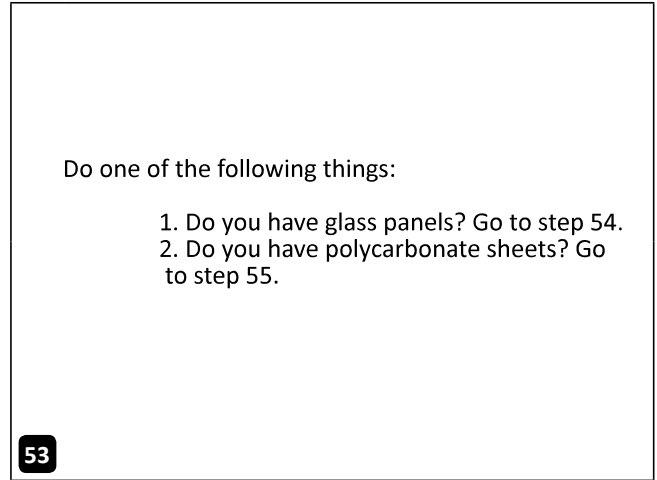 Do one of the following things:
1. Do you have glass panels? Go to step 54.
2. Do you have polycarbonate sheets? Go
to step 55.
53